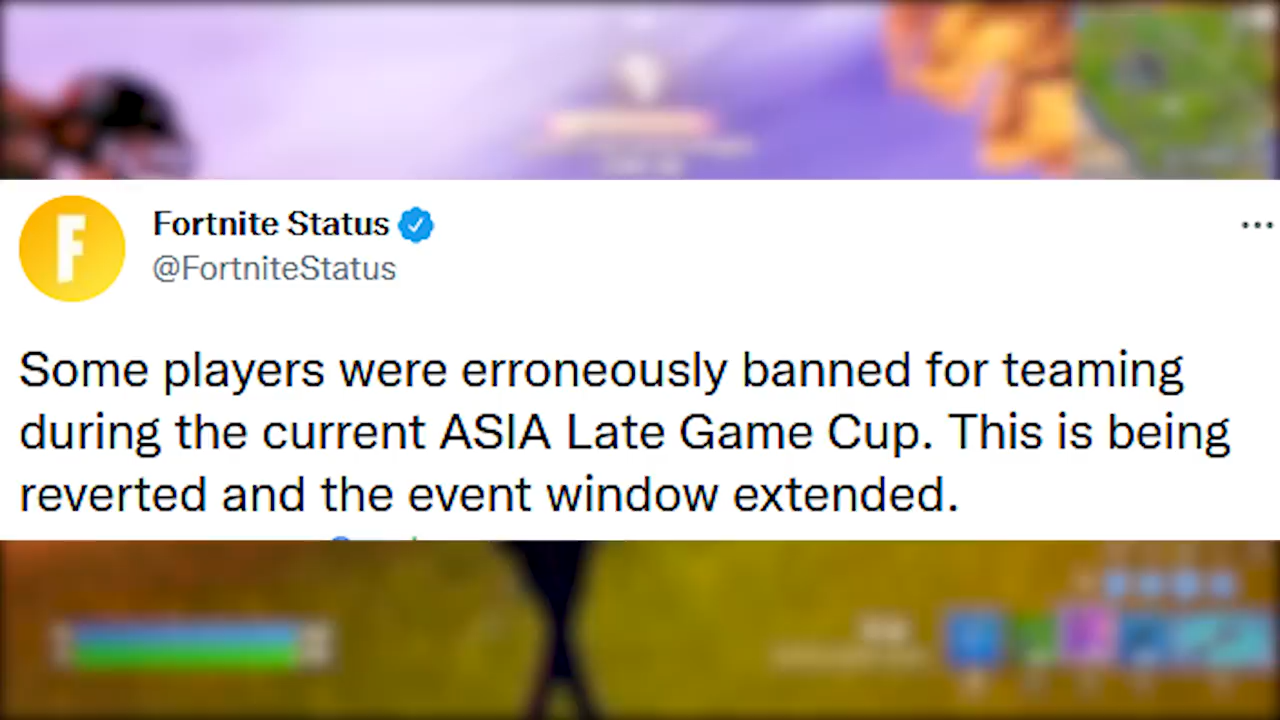 Fortnite Status
@FortniteStatus
Some players were erroneously banned for teaming
during the current ASIA Late Game Cup. This is being
reverted and the event window extended.